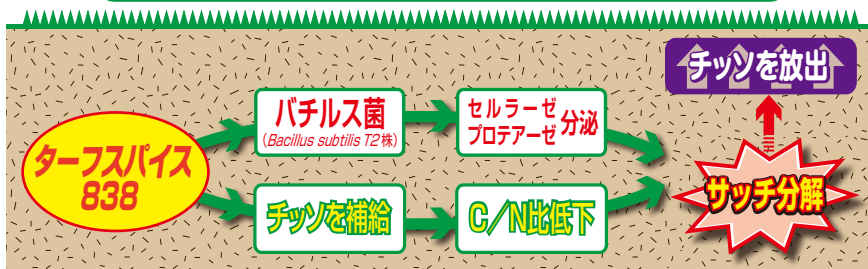 チッソを放出
バチルス菌
(Bacillus subtilis T2株)
セルラーゼ
プロテアーゼ 分泌
ターフスパイス
838
サッチ分解
チッソを補給
C/N比低下